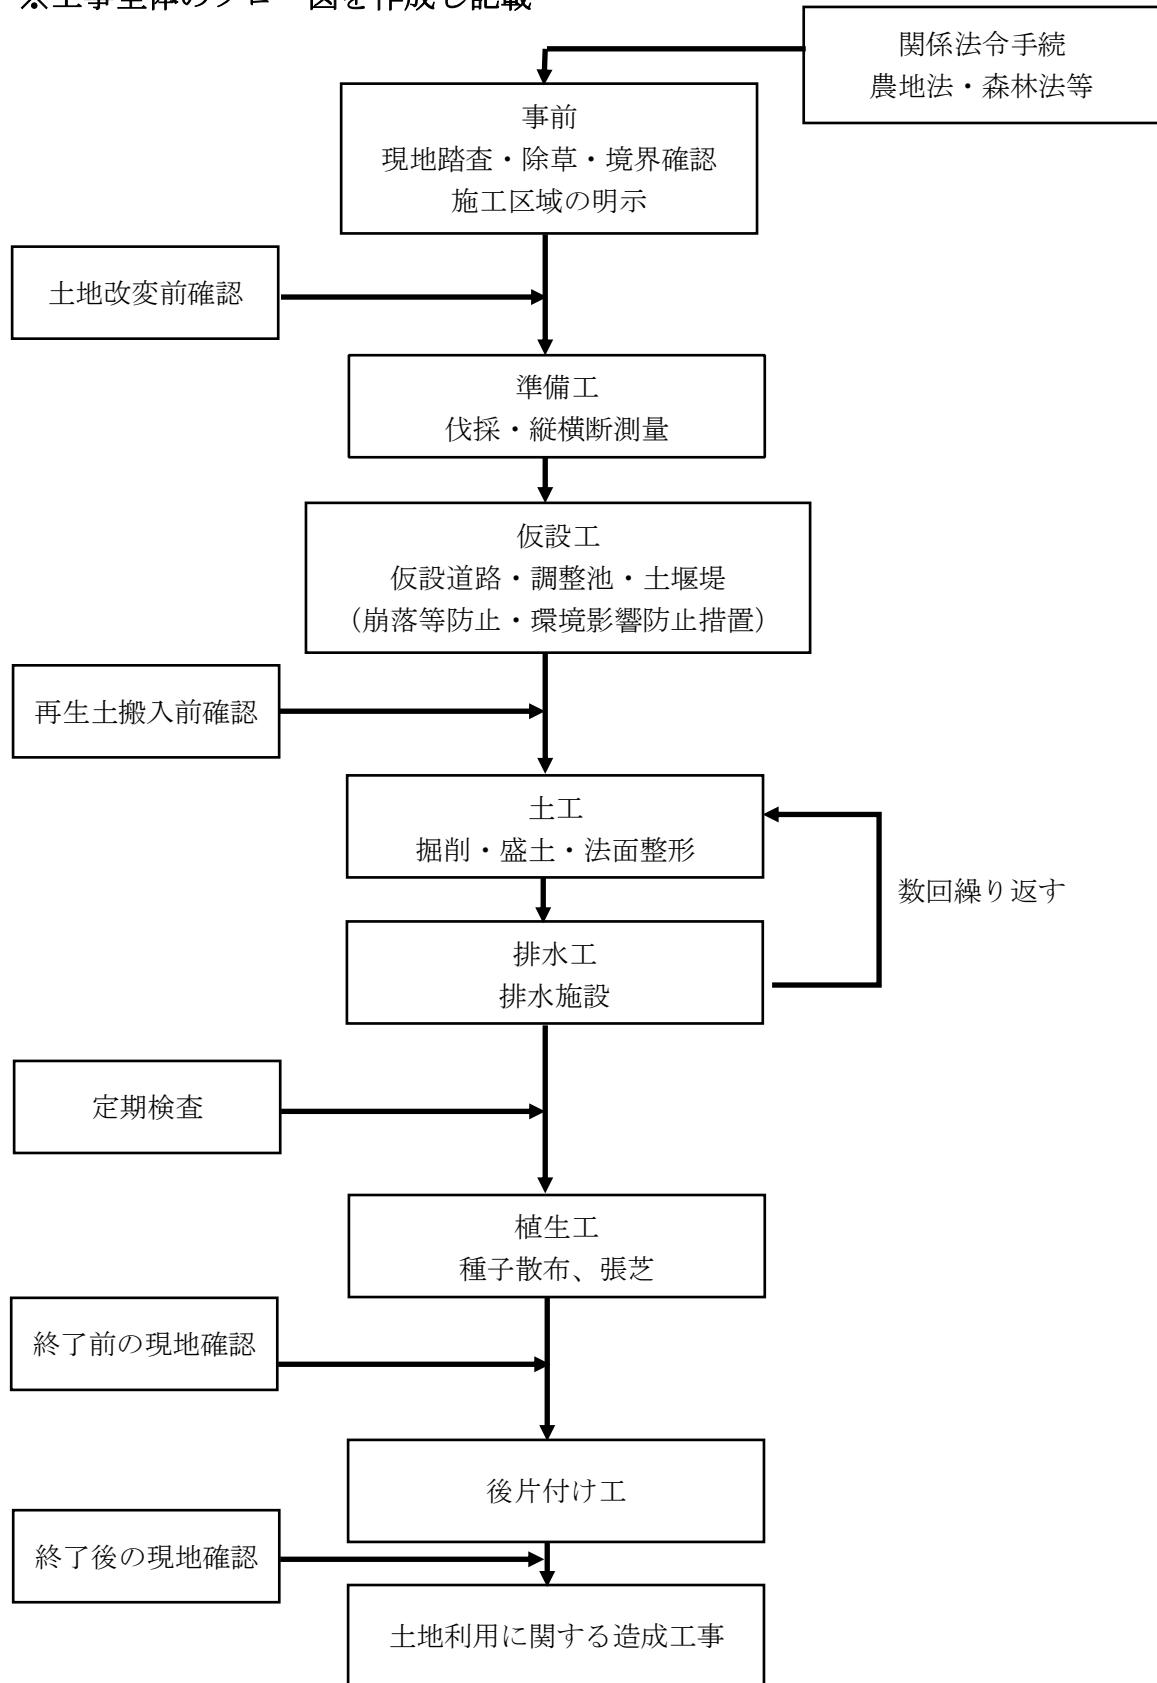 ※工事全体のフロー図を作成し記載
関係法令手続
農地法・森林法等
事前
現地踏査・除草・境界確認
施工区域の明示
土地改変前確認
準備工
伐採・縦横断測量
仮設工
仮設道路・調整池・土堰堤
（崩落等防止・環境影響防止措置）
再生土搬入前確認
土工
掘削・盛土・法面整形
数回繰り返す
排水工
排水施設
定期検査
植生工
種子散布、張芝
終了前の現地確認
後片付け工
終了後の現地確認
土地利用に関する造成工事